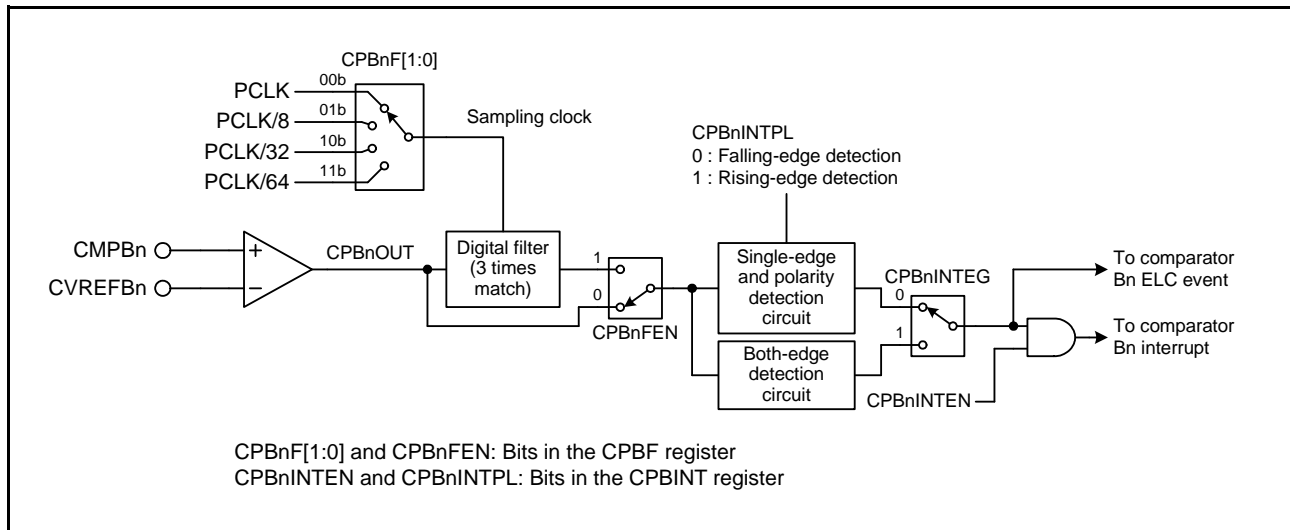 CPBnF[1:0]
00b
PCLK
01b
PCLK/8
10b
PCLK/32
11b
PCLK/64
Sampling clock
CPBnINTPL
0 : Falling-edge detection
1 : Rising-edge detection
CMPBn
+
CPBnOUT
CVREFBn
−
Digital filter
(3 times
match)
1
0
CPBnFEN
Single-edge
and polarity
detection
circuit
Both-edge
detection
circuit
CPBnINTEG
0
1
CPBnINTEN
To comparator
Bn ELC event
To comparator
Bn interrupt
CPBnF[1:0] and CPBnFEN: Bits in the CPBF register
CPBnINTEN and CPBnINTPL: Bits in the CPBINT register